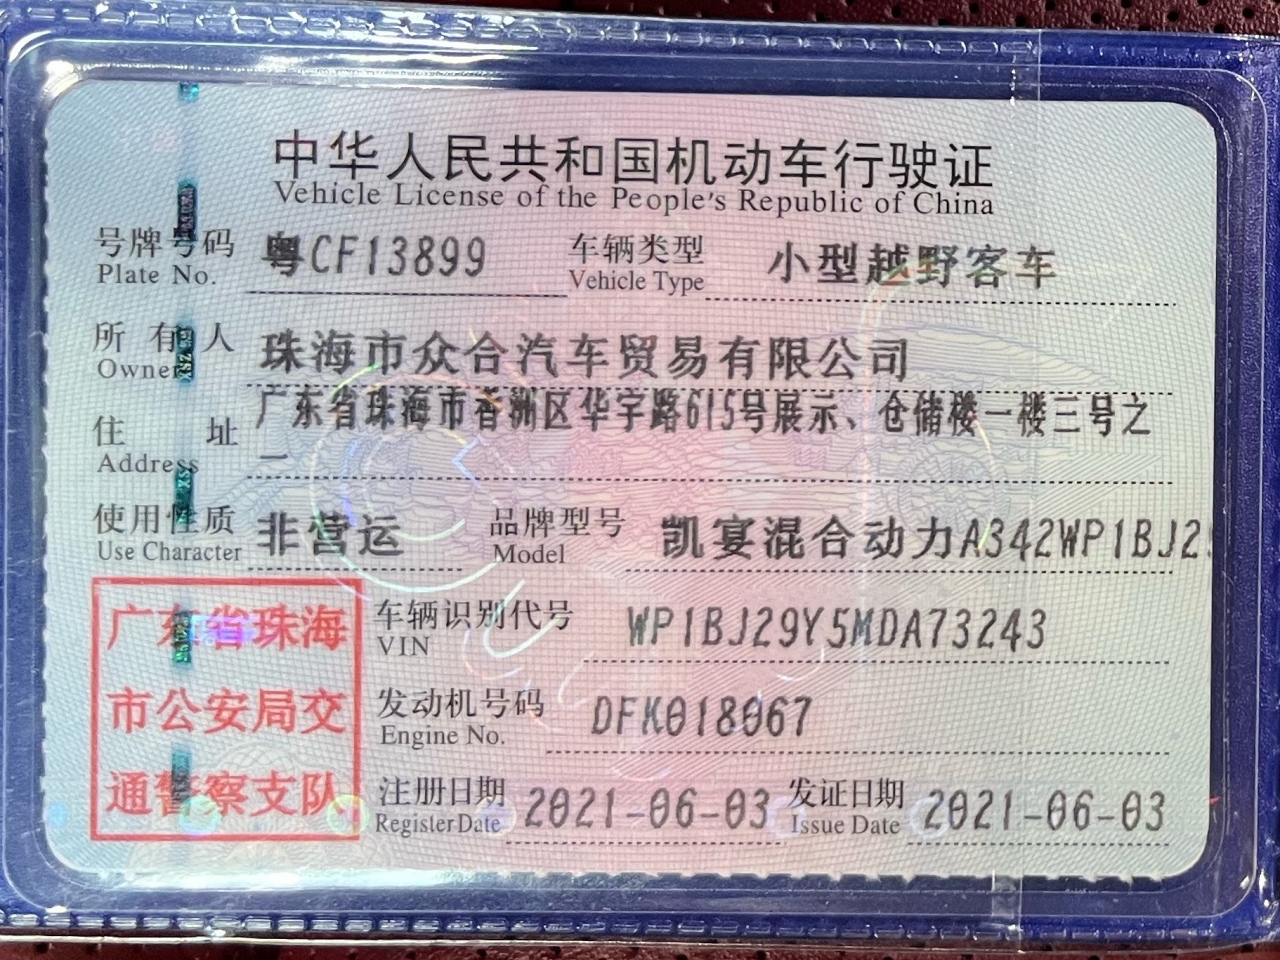 中华人民共和国机动车行驶证
Vehicle License of the People's Republic of China
号牌号码 粤CF13899 车辆类型 小型越野客车
Plate No. Vehicle Type
所有人 珠海市众合汽车贸易有限公司
Owner
广东省珠海市香洲区华宇路615号展示、仓储楼一楼三号之
住址 一
Address
使用性质 非营运 品牌型号 凯宴混合动力A342WP1BJ29
Use Character Model
广东省珠海
市公安局交
通警察支队
车辆识别代号 WP1BJ29Y5MDA73243
VIN
发动机号码 DFK018067
Engine No.
注册日期 2021-06-03 发证日期 2021-06-03
Register Date Issue Date